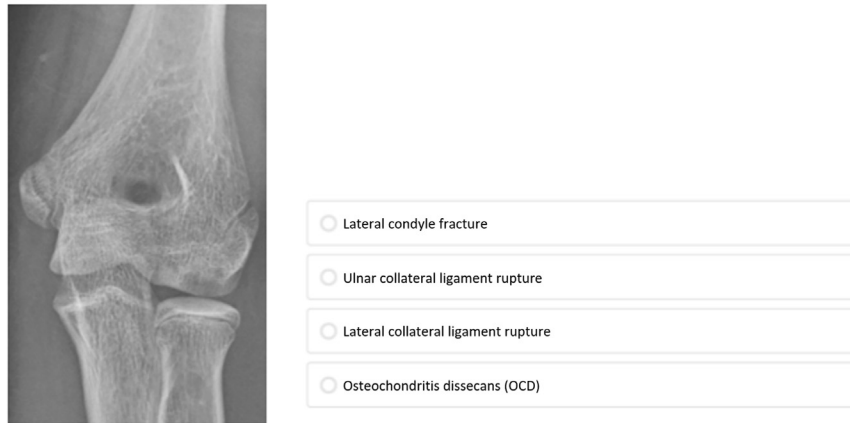 Lateral condyle fracture
Ulnar collateral ligament rupture
Lateral collateral ligament rupture
Osteochondritis dissecans (OCD)